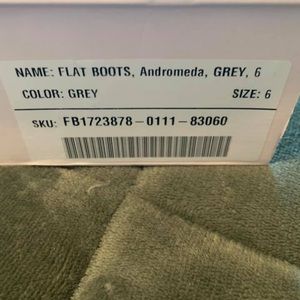 NAME: FLAT BOOTS, Andromeda, GREY, 6
COLOR: GREY SIZE: 6
SKU: FB1723878-0111-83060